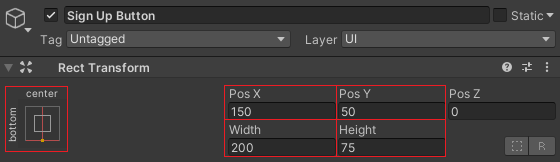 Sign Up Button
Static
Tag Untagged Layer UI
Rect Transform
center
bottom
Pos X Pos Y Pos Z
150 50 0
Width Height
200 75
R